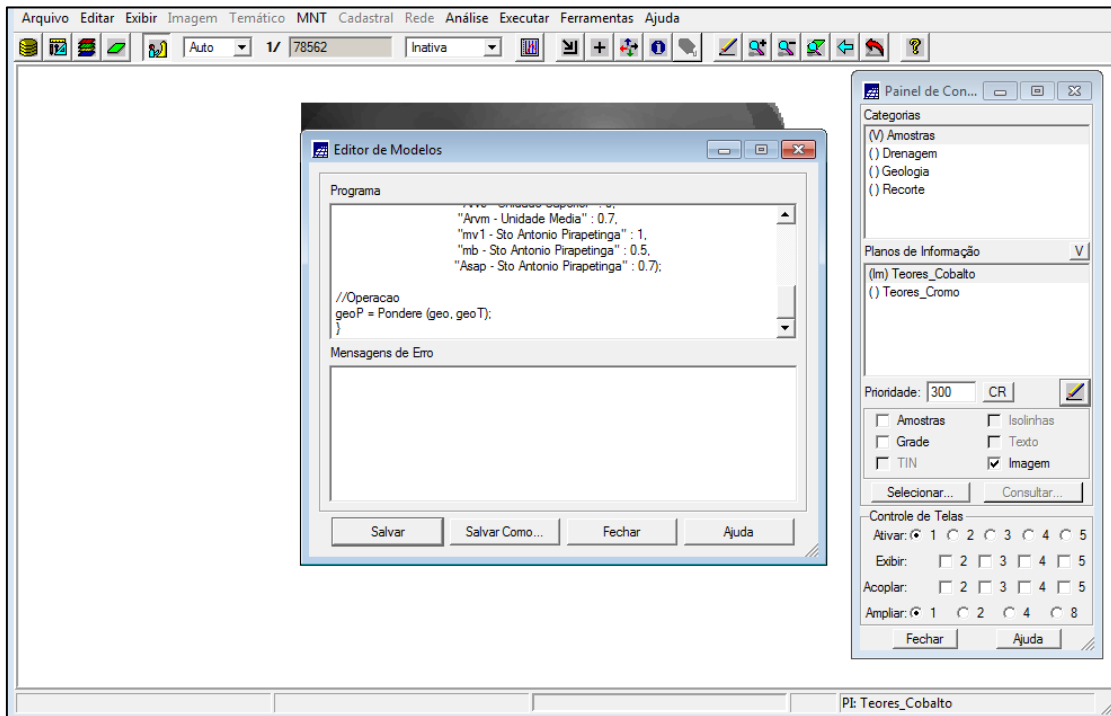 Arquivo Editar Exibir Imagem Temático MNT Cadastral Rede Análise Executar Ferramentas Ajuda
Auto 1/ 78562 Inativa
Editor de Modelos
Programa
"Arvm - Unidade Media" : 0.7,
"mv1 - Sto Antonio Pirapetinga" : 1,
"mb - Sto Antonio Pirapetinga" : 0.5,
"Asap - Sto Antonio Pirapetinga" : 0.7);
//Operacao
geoP = Pondere (geo, geoT);
}
Mensagens de Erro
Salvar Salvar Como... Fechar Ajuda
Painel de Con...
Categorias
(V) Amostras
( ) Drenagem
( ) Geologia
( ) Recorte
Planos de Informação V
(Im) Teores_Cobalto
( ) Teores_Cromo
Prioridade: 300 CR
Amostras Isolinhas
Grade Texto
TIN Imagem
Selecionar... Consultar...
Controle de Telas
Ativar: 1 2 3 4 5
Exibir: 2 3 4 5
Acoplar: 2 3 4 5
Ampliar: 1 2 4 8
Fechar Ajuda
PI: Teores_Cobalto